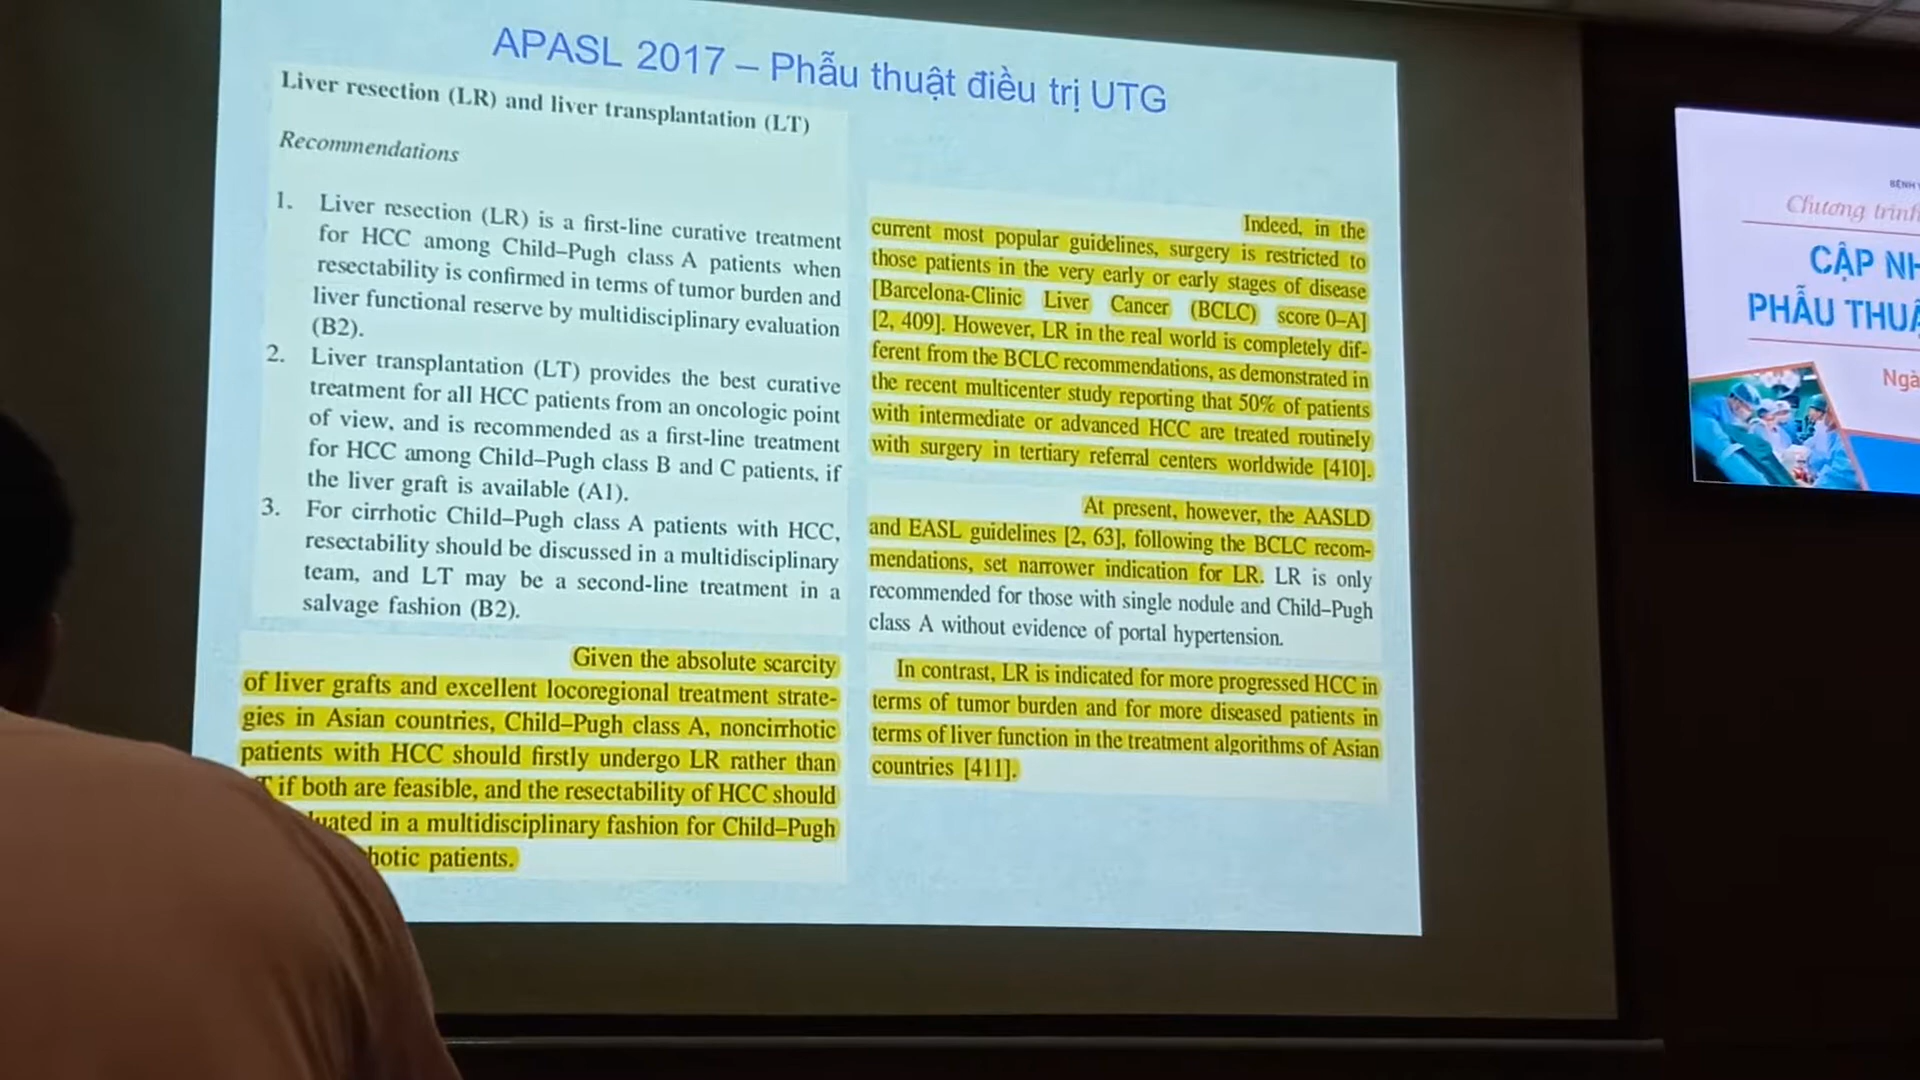 APASL 2017 – Phẫu thuật điều trị UTG
Liver resection (LR) and liver transplantation (LT)
Recommendations
1. Liver resection (LR) is a first-line curative treatment
for HCC among Child–Pugh class A patients when
resectability is confirmed in terms of tumor burden and
liver functional reserve by multidisciplinary evaluation
(B2).
2. Liver transplantation (LT) provides the best curative
treatment for all HCC patients from an oncologic point
of view, and is recommended as a first-line treatment
for HCC among Child–Pugh class B and C patients, if
the liver graft is available (A1).
3. For cirrhotic Child–Pugh class A patients with HCC,
resectability should be discussed in a multidisciplinary
team, and LT may be a second-line treatment in a
salvage fashion (B2).
Given the absolute scarcity
of liver grafts and excellent locoregional treatment strate-
gies in Asian countries, Child–Pugh class A, noncirrhotic
patients with HCC should firstly undergo LR rather than
if both are feasible, and the resectability of HCC should
in a multidisciplinary fashion for Child–Pugh
patients.
Indeed, in the
current most popular guidelines, surgery is restricted to
those patients in the very early or early stages of disease
[Barcelona-Clinic Liver Cancer (BCLC) score 0–A]
[2, 409]. However, LR in the real world is completely dif-
ferent from the BCLC recommendations, as demonstrated in
the recent multicenter study reporting that 50% of patients
with intermediate or advanced HCC are treated routinely
with surgery in tertiary referral centers worldwide [410].
At present, however, the AASLD
and EASL guidelines [2, 63], following the BCLC recom-
mendations, set narrower indication for LR. LR is only
recommended for those with single nodule and Child–Pugh
class A without evidence of portal hypertension.
In contrast, LR is indicated for more progressed HCC in
terms of tumor burden and for more diseased patients in
terms of liver function in the treatment algorithms of Asian
countries [411].
BỆNH
Chương trình
CẬP NH
PHẪU THUẬ
Ngà